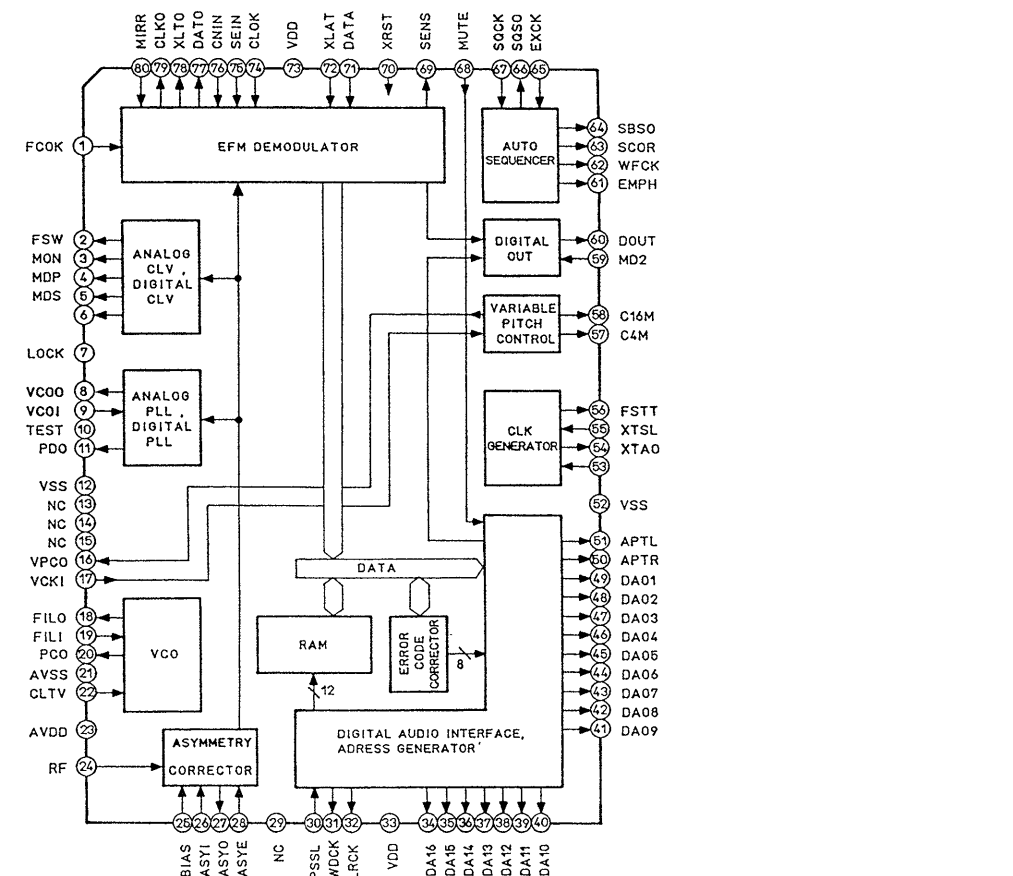 MIRR
CLKO
XLTO
DATO
CNIN
SEIN
CLOK
VDD
XLAT
DATA
XRST
SENS
MUTE
SQCK
SQSO
EXCK
80
79
78
77
76
75
74
73
72
71
70
69
68
67
66
65
FCOK
1
EFM DEMODULATOR
AUTO
SEQUENCER
64
SBSO
63
SCOR
62
WFCK
61
EMPH
FSW
2
MON
3
MDP
4
MDS
5
6
ANALOG
CLV ,
DIGITAL
CLV
DIGITAL
OUT
60
DOUT
59
MD2
VARIABLE
PITCH
CONTROL
58
C16M
57
C4M
LOCK
7
VCOO
8
VCOI
9
TEST
10
PDO
11
ANALOG
PLL ,
DIGITAL
PLL
CLK
GENERATOR
56
FSTT
55
XTSL
54
XTAO
53
VSS
12
NC
13
14
NC
NC
15
VPCO
16
VCKI
17
52
VSS
51
APTL
50
APTR
49
DA01
48
DA02
47
DA03
46
DA04
45
DA05
44
DA06
43
DA07
42
DA08
41
DA09
DATA
FILO
18
FILI
19
PCO
20
AVSS
21
CLTV
22
VCO
RAM
ERROR
CODE
CORRECTOR
8
12
AVDD
23
RF
24
ASYMMETRY
CORRECTOR
DIGITAL AUDIO INTERFACE,
ADRESS GENERATOR'
25
26
27
28
29
30
31
32
33
34
35
36
37
38
39
40
BIAS
ASYI
ASYO
ASYE
NC
PSSL
WDCK
LRCK
VDD
DA16
DA15
DA14
DA13
DA12
DA11
DA10